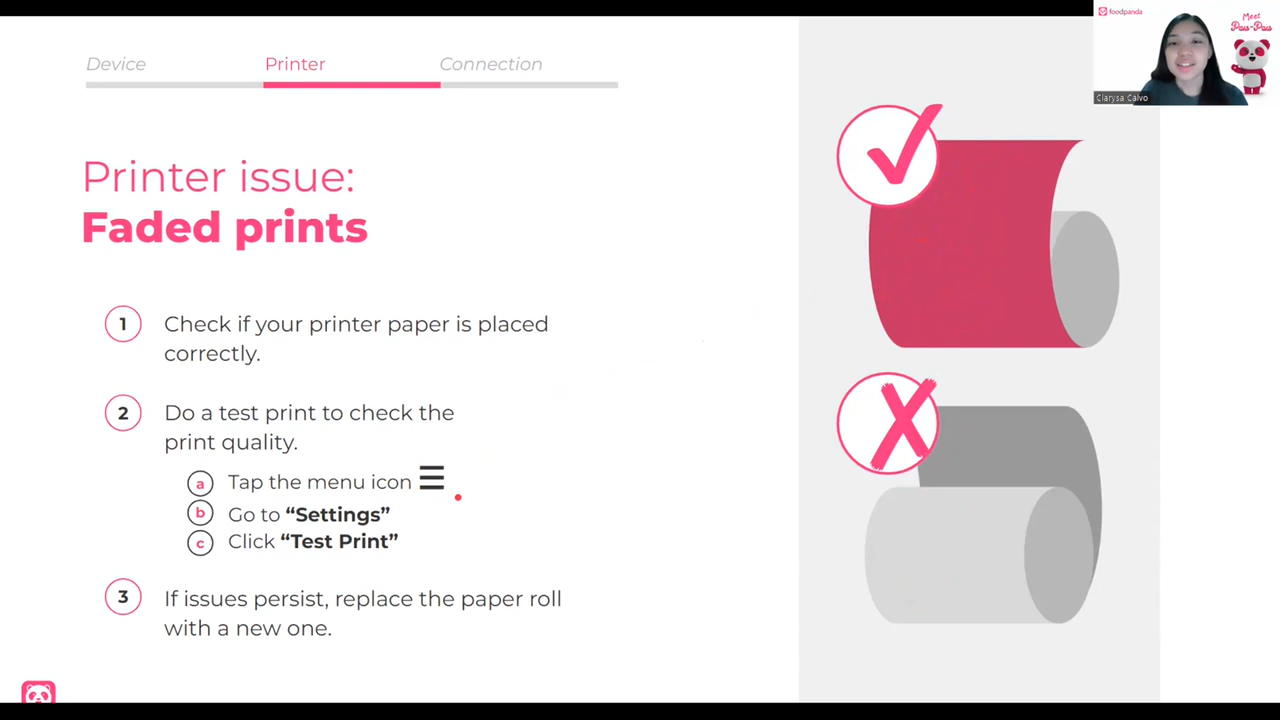 Device Printer Connection
foodpanda
Meet
Pau-Pau
Clarysa Calvo
Printer issue:
Faded prints
1 Check if your printer paper is placed
correctly.
2 Do a test print to check the
print quality.
a Tap the menu icon
b Go to “Settings”
c Click “Test Print”
3 If issues persist, replace the paper roll
with a new one.